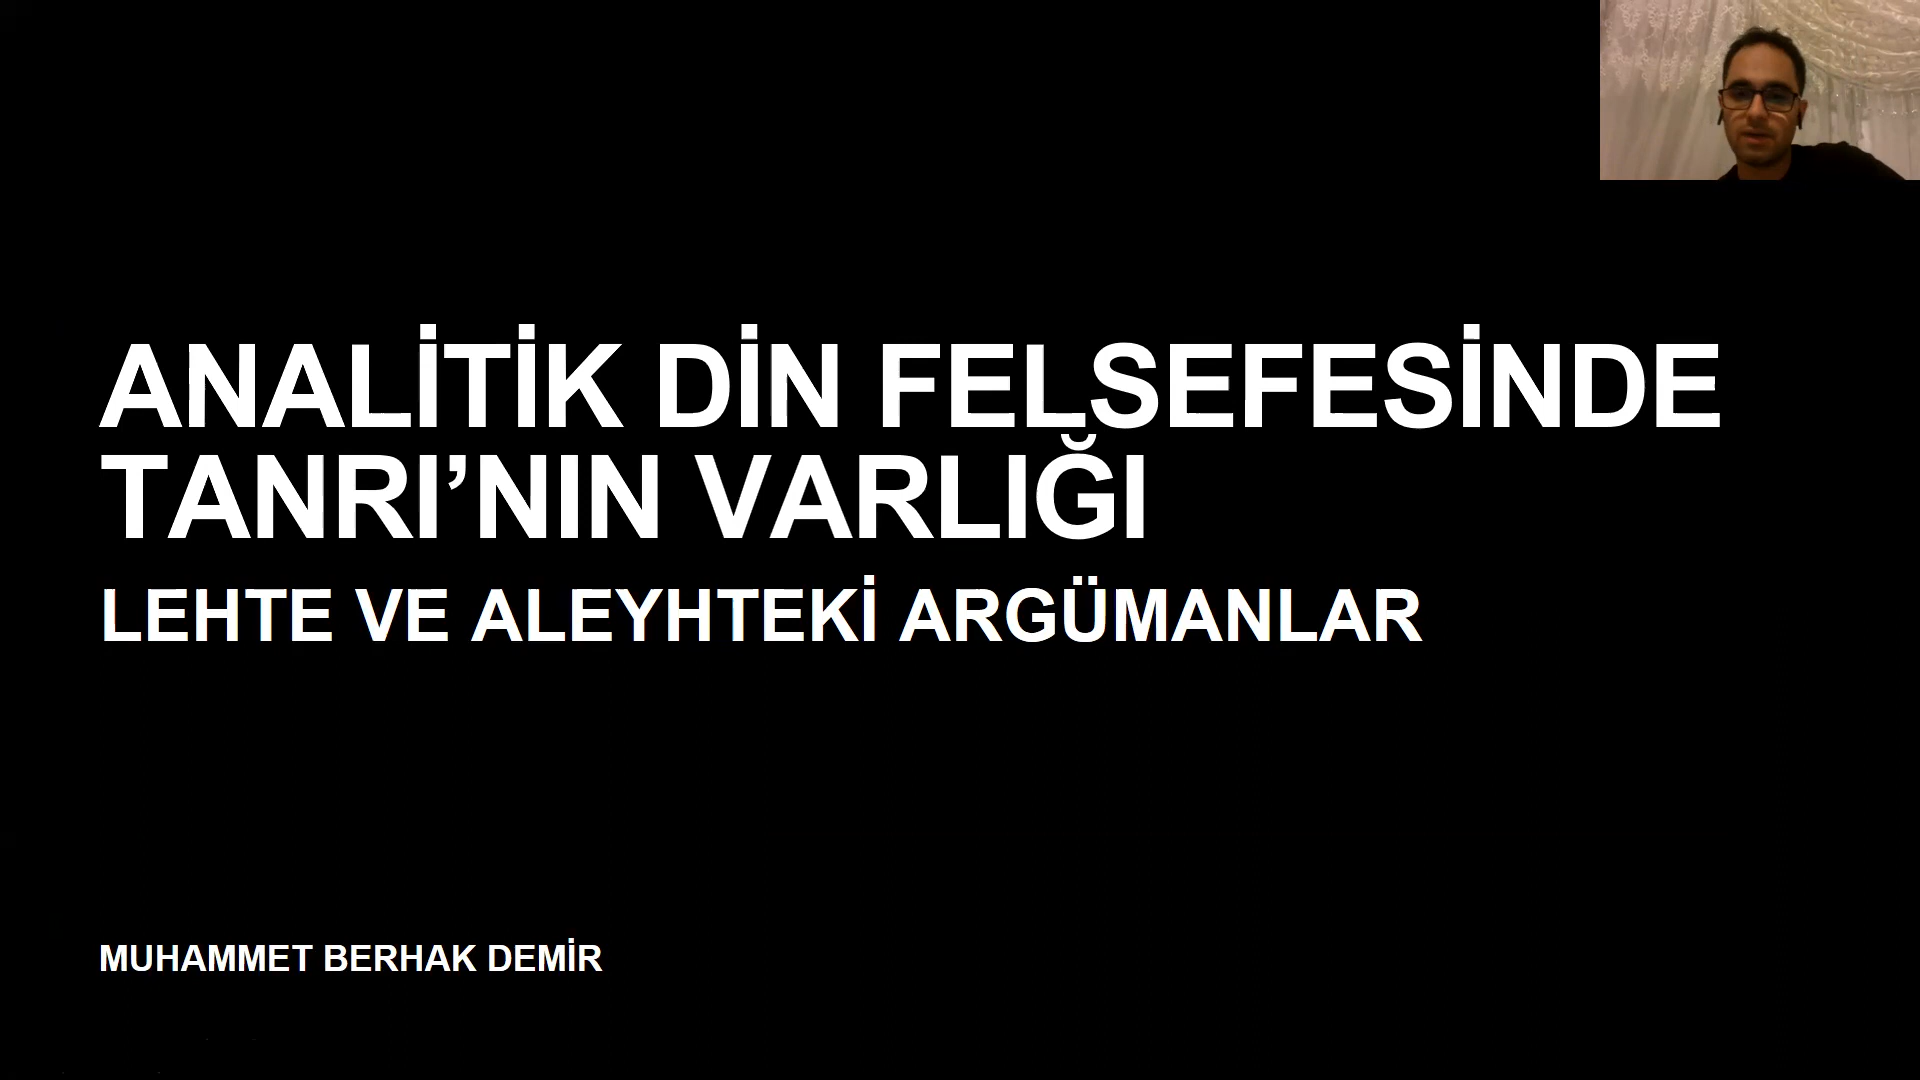 ANALİTİK DİN FELSEFESİNDE
TANRI’NIN VARLIĞI
LEHTE VE ALEYHTEKİ ARGÜMANLAR
MUHAMMET BERHAK DEMİR